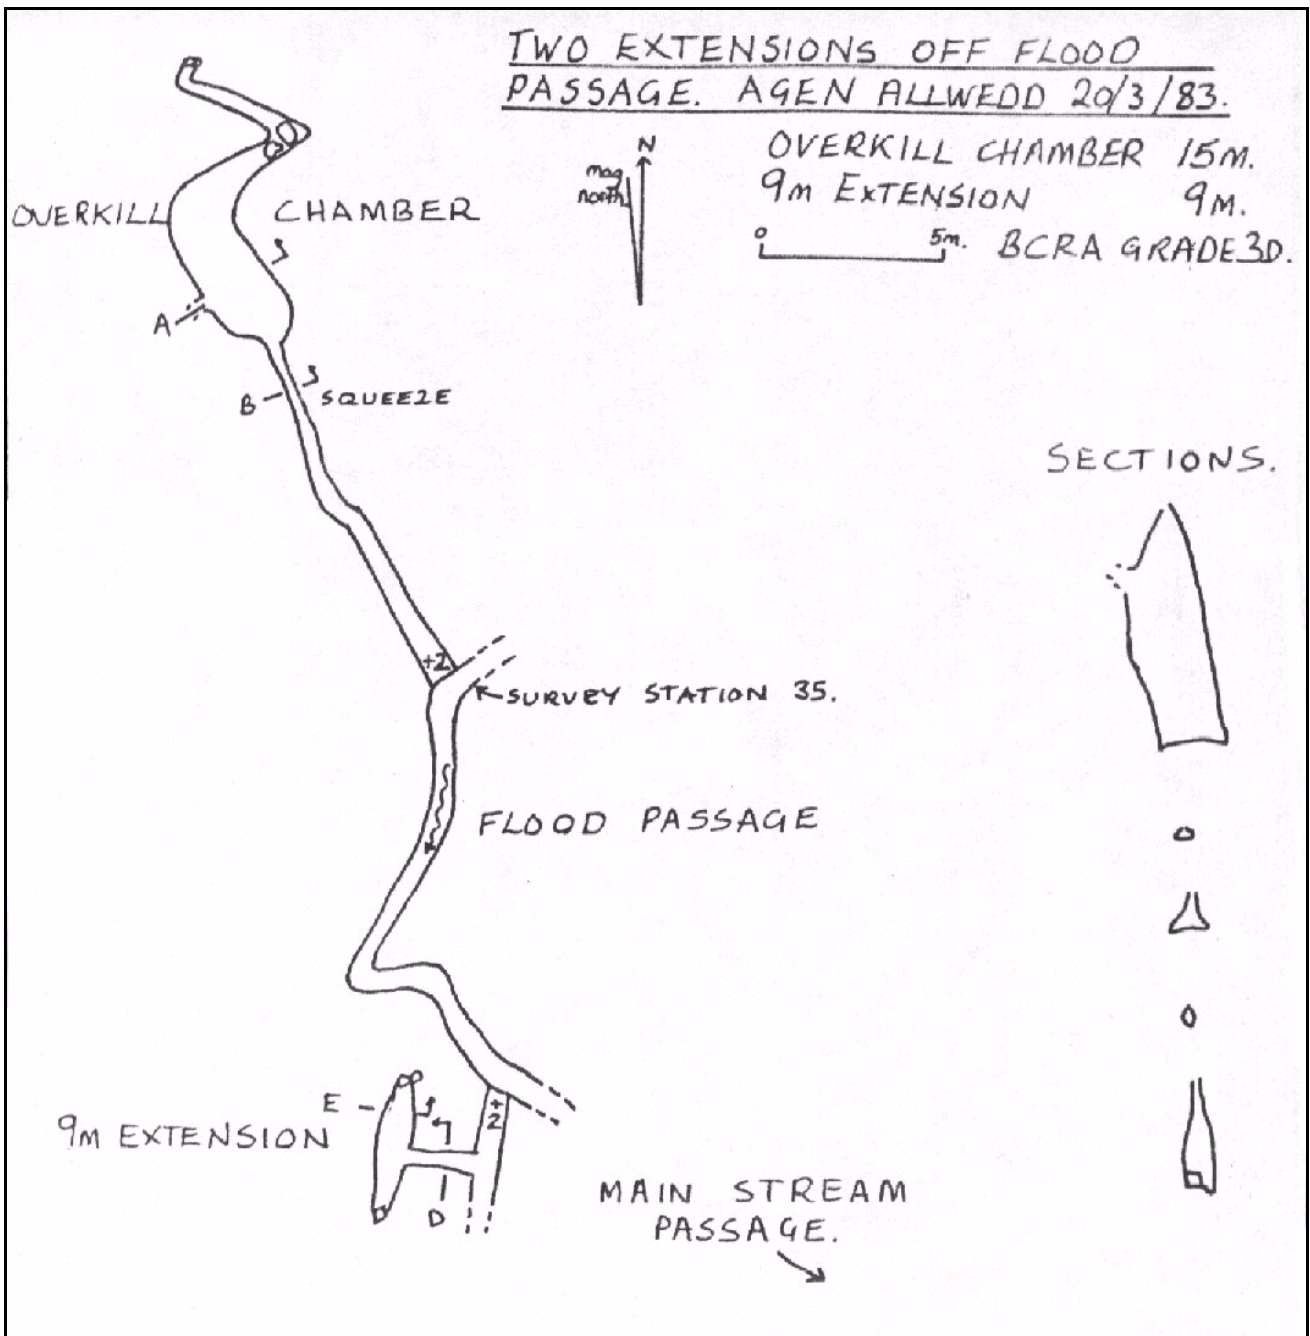 TWO EXTENSIONS OFF FLOOD
PASSAGE. AGEN ALLWEDD 20/3/83.
OVERKILL CHAMBER 15M.
9m EXTENSION 9M.
N
mag
north
0 5m. BCRA GRADE 3D.
OVERKILL CHAMBER
A
B SQUEEZE
SECTIONS.
+2
SURVEY STATION 35.
FLOOD PASSAGE
E
+
2
9m EXTENSION
D
MAIN STREAM
PASSAGE.